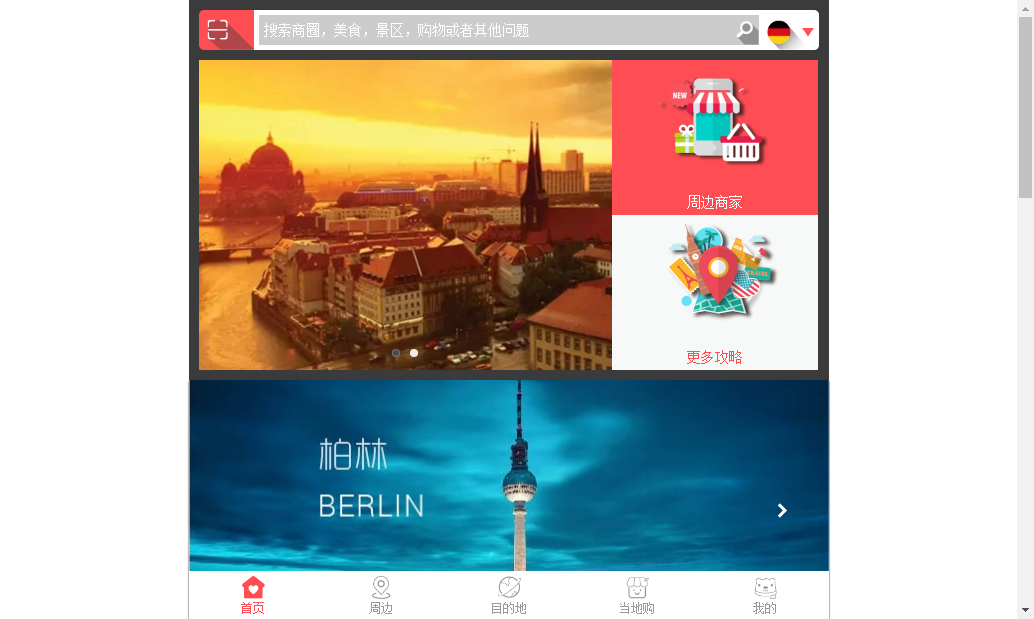 搜索商圈，美食，景区，购物或者其他问题
NEW
周边商家
更多攻略
柏林
BERLIN
首页
周边
目的地
当地购
我的